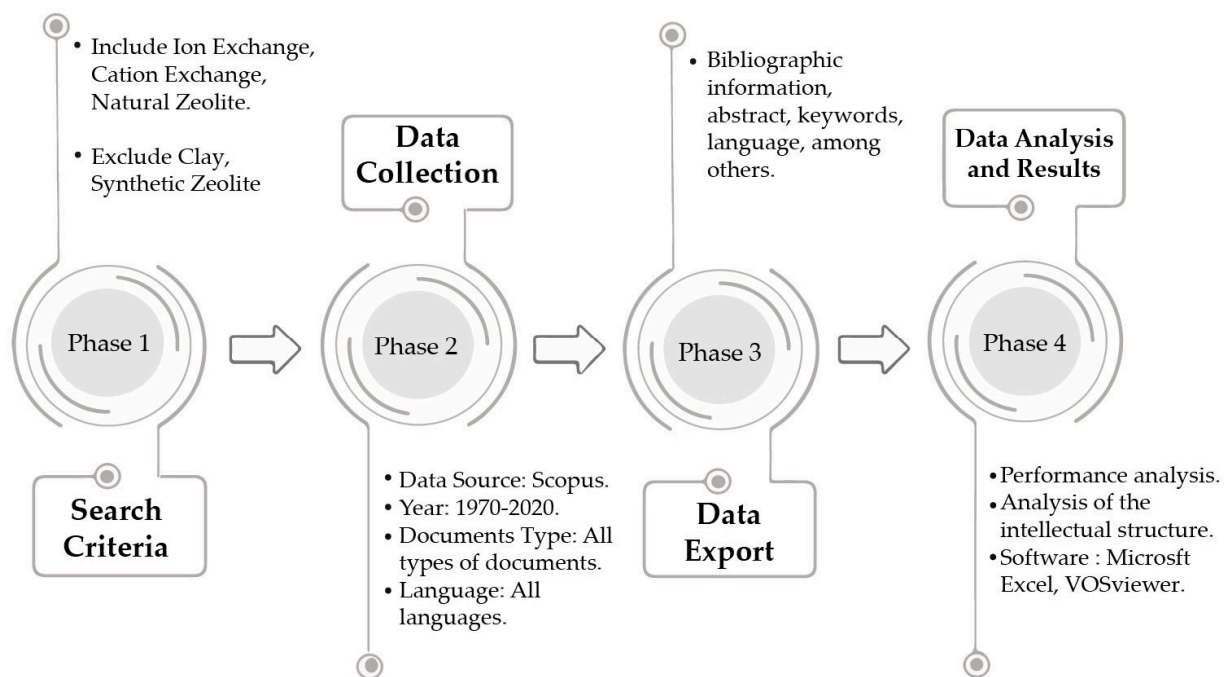 • Include Ion Exchange,
Cation Exchange,
Natural Zeolite.
• Exclude Clay,
Synthetic Zeolite
Phase 1
Search
Criteria
Data
Collection
Phase 2
• Data Source: Scopus.
• Year: 1970-2020.
• Documents Type: All
types of documents.
• Language: All
languages.
• Bibliographic
information,
abstract, keywords,
language, among
others.
Phase 3
Data
Export
Data Analysis
and Results
Phase 4
• Performance analysis.
• Analysis of the
intellectual structure.
• Software : Microsft
Excel, VOSviewer.